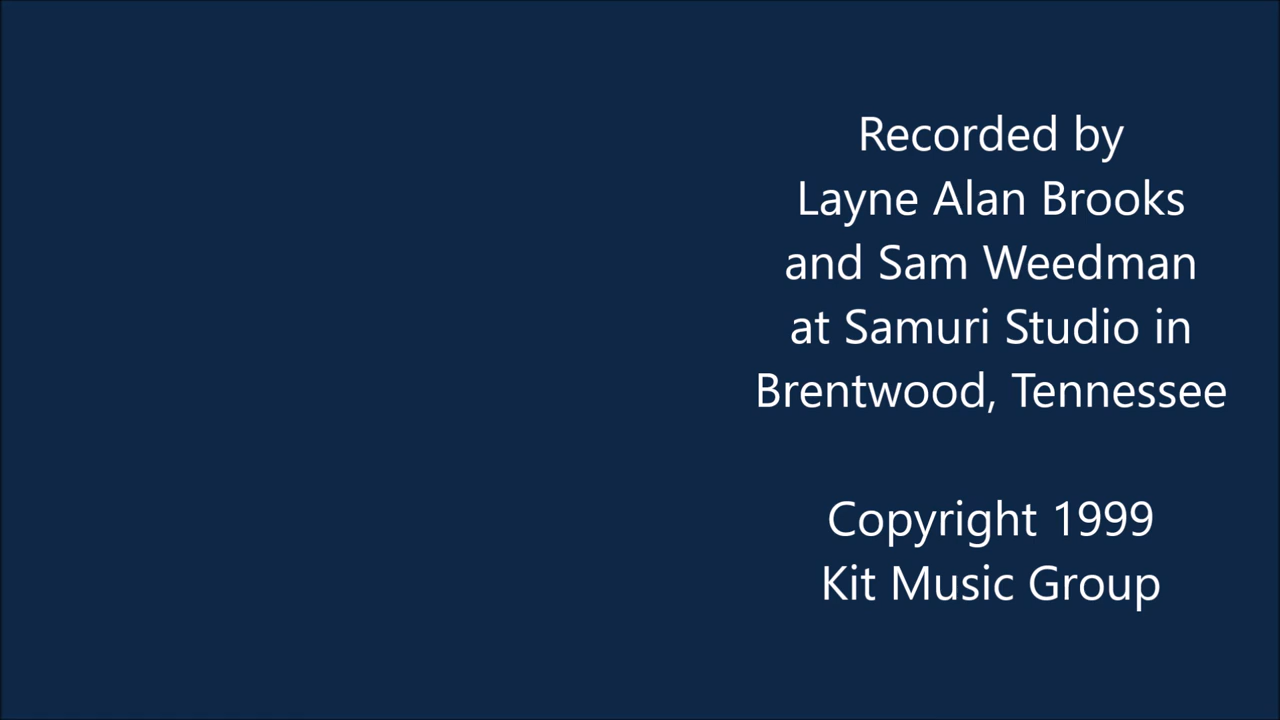 Recorded by
Layne Alan Brooks
and Sam Weedman
at Samuri Studio in
Brentwood, Tennessee
Copyright 1999
Kit Music Group